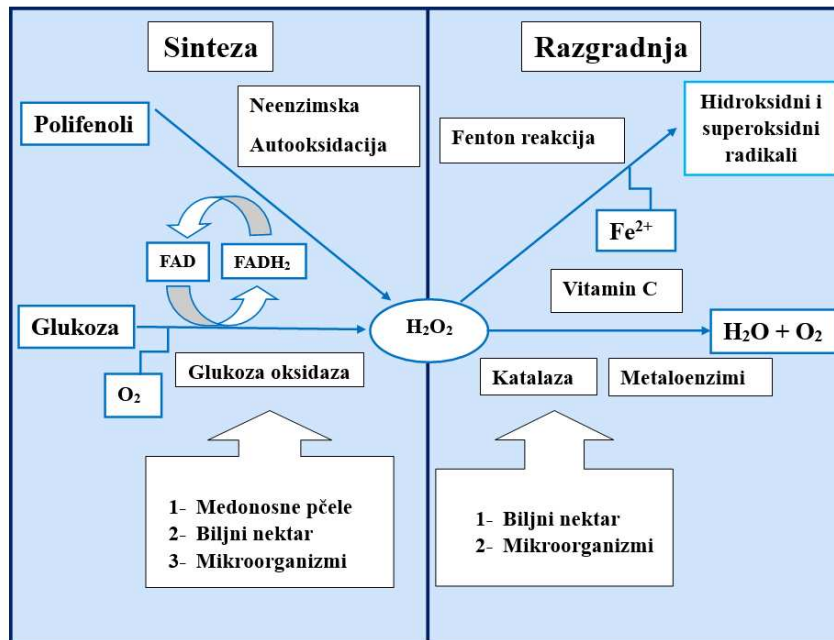 Sinteza
Polifenoli
Neenzimska
Autooksidacija
FAD
FADH₂
Glukoza
O₂
Glukoza oksidaza
1- Medonosne pčele
2- Biljni nektar
3- Mikroorganizmi
H₂O₂
Razgradnja
Fenton reakcija
Hidroksidni i
superoksidni
radikali
Fe²⁺
Vitamin C
H₂O + O₂
Katalaza
Metaloenzimi
1- Biljni nektar
2- Mikroorganizmi